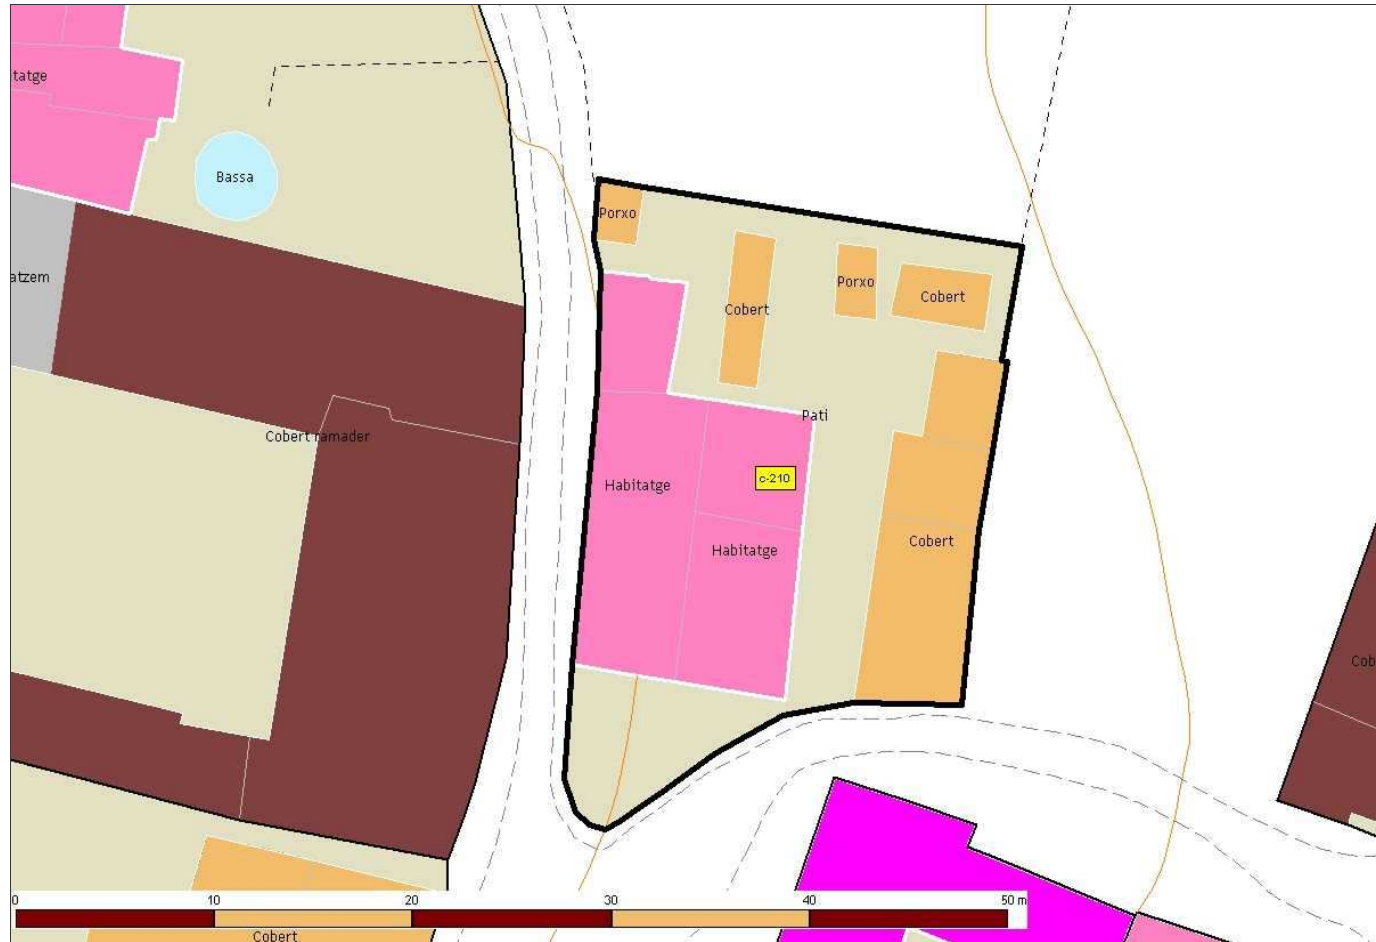 tatge
Bassa
Porxo
atzem
Porxo
Cobert
Cobert
Pati
Cobert ramader
c-210
Habitatge
Cobert
Habitatge
Cob
0 10 20 30 40 50 m
Cobert